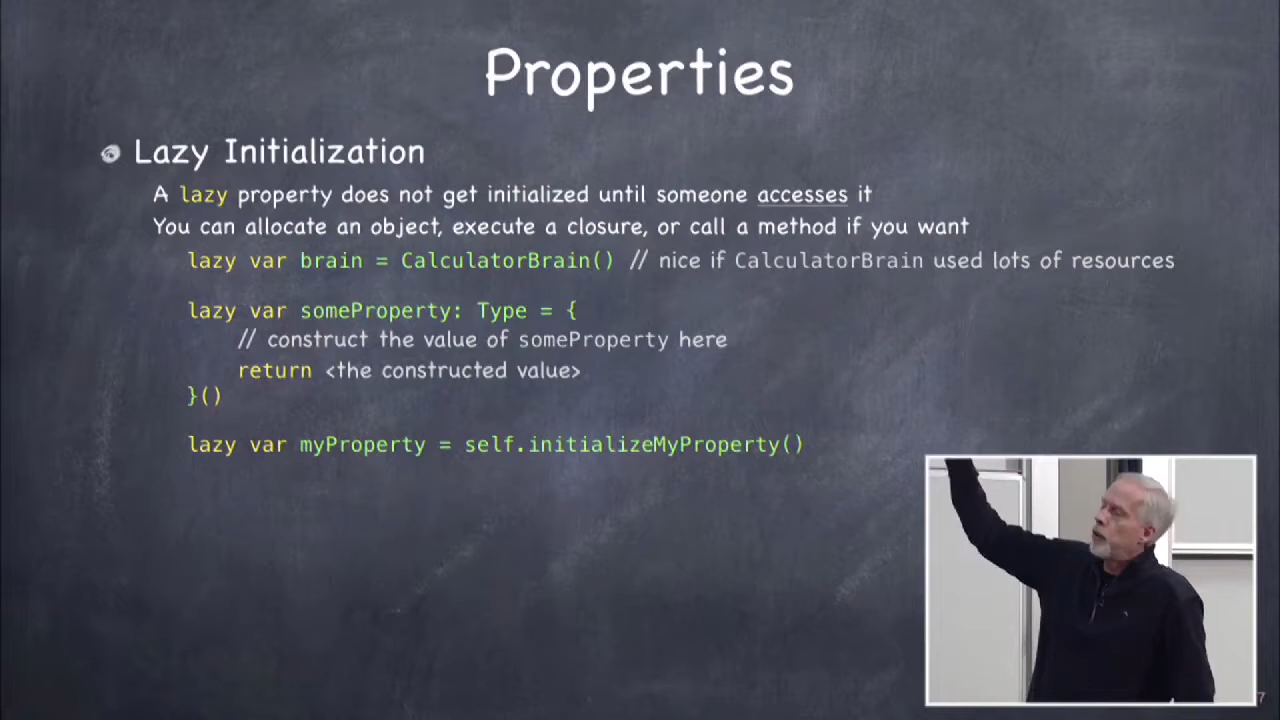 Properties
Lazy Initialization
A lazy property does not get initialized until someone accesses it
You can allocate an object, execute a closure, or call a method if you want
lazy var brain = CalculatorBrain() // nice if CalculatorBrain used lots of resources
lazy var someProperty: Type = {
// construct the value of someProperty here
return <the constructed value>
}()
lazy var myProperty = self.initializeMyProperty()
7